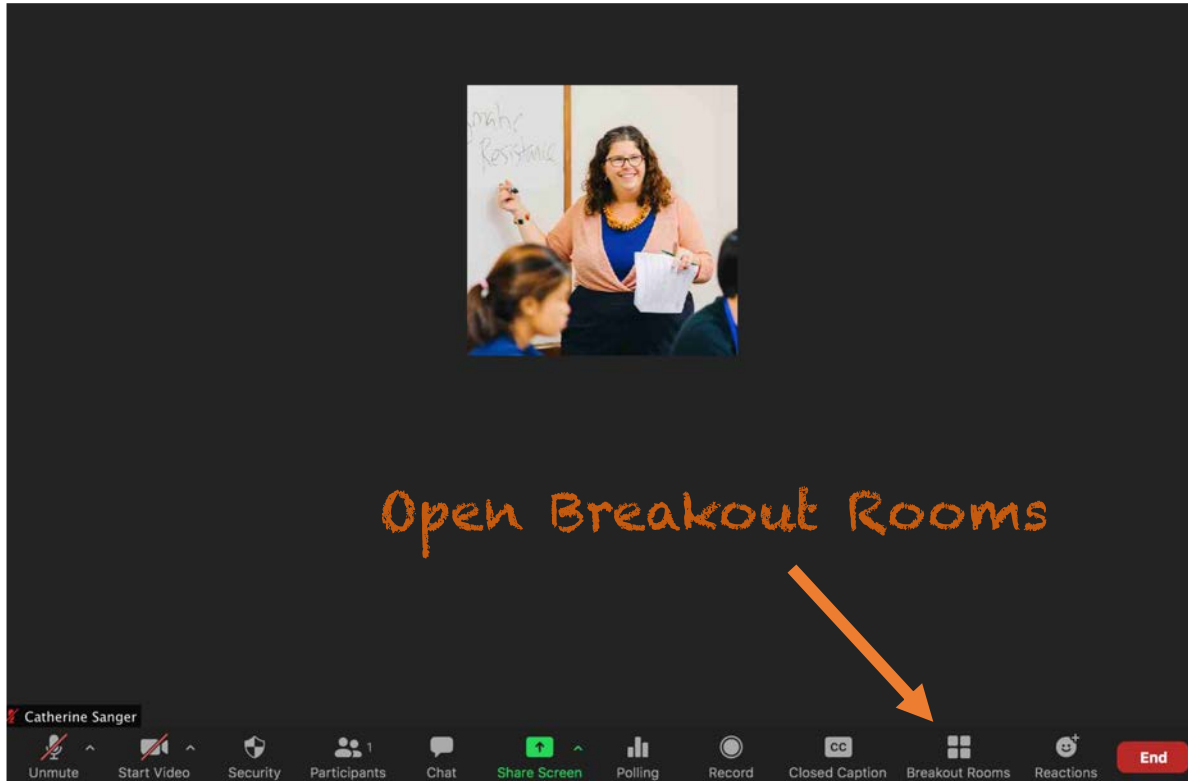 Resistance
Open Breakout Rooms
Catherine Sanger
1
CC
Unmute
Start Video
Security
Participants
Chat
Share Screen
Polling
Record
Closed Caption
Breakout Rooms
Reactions
End